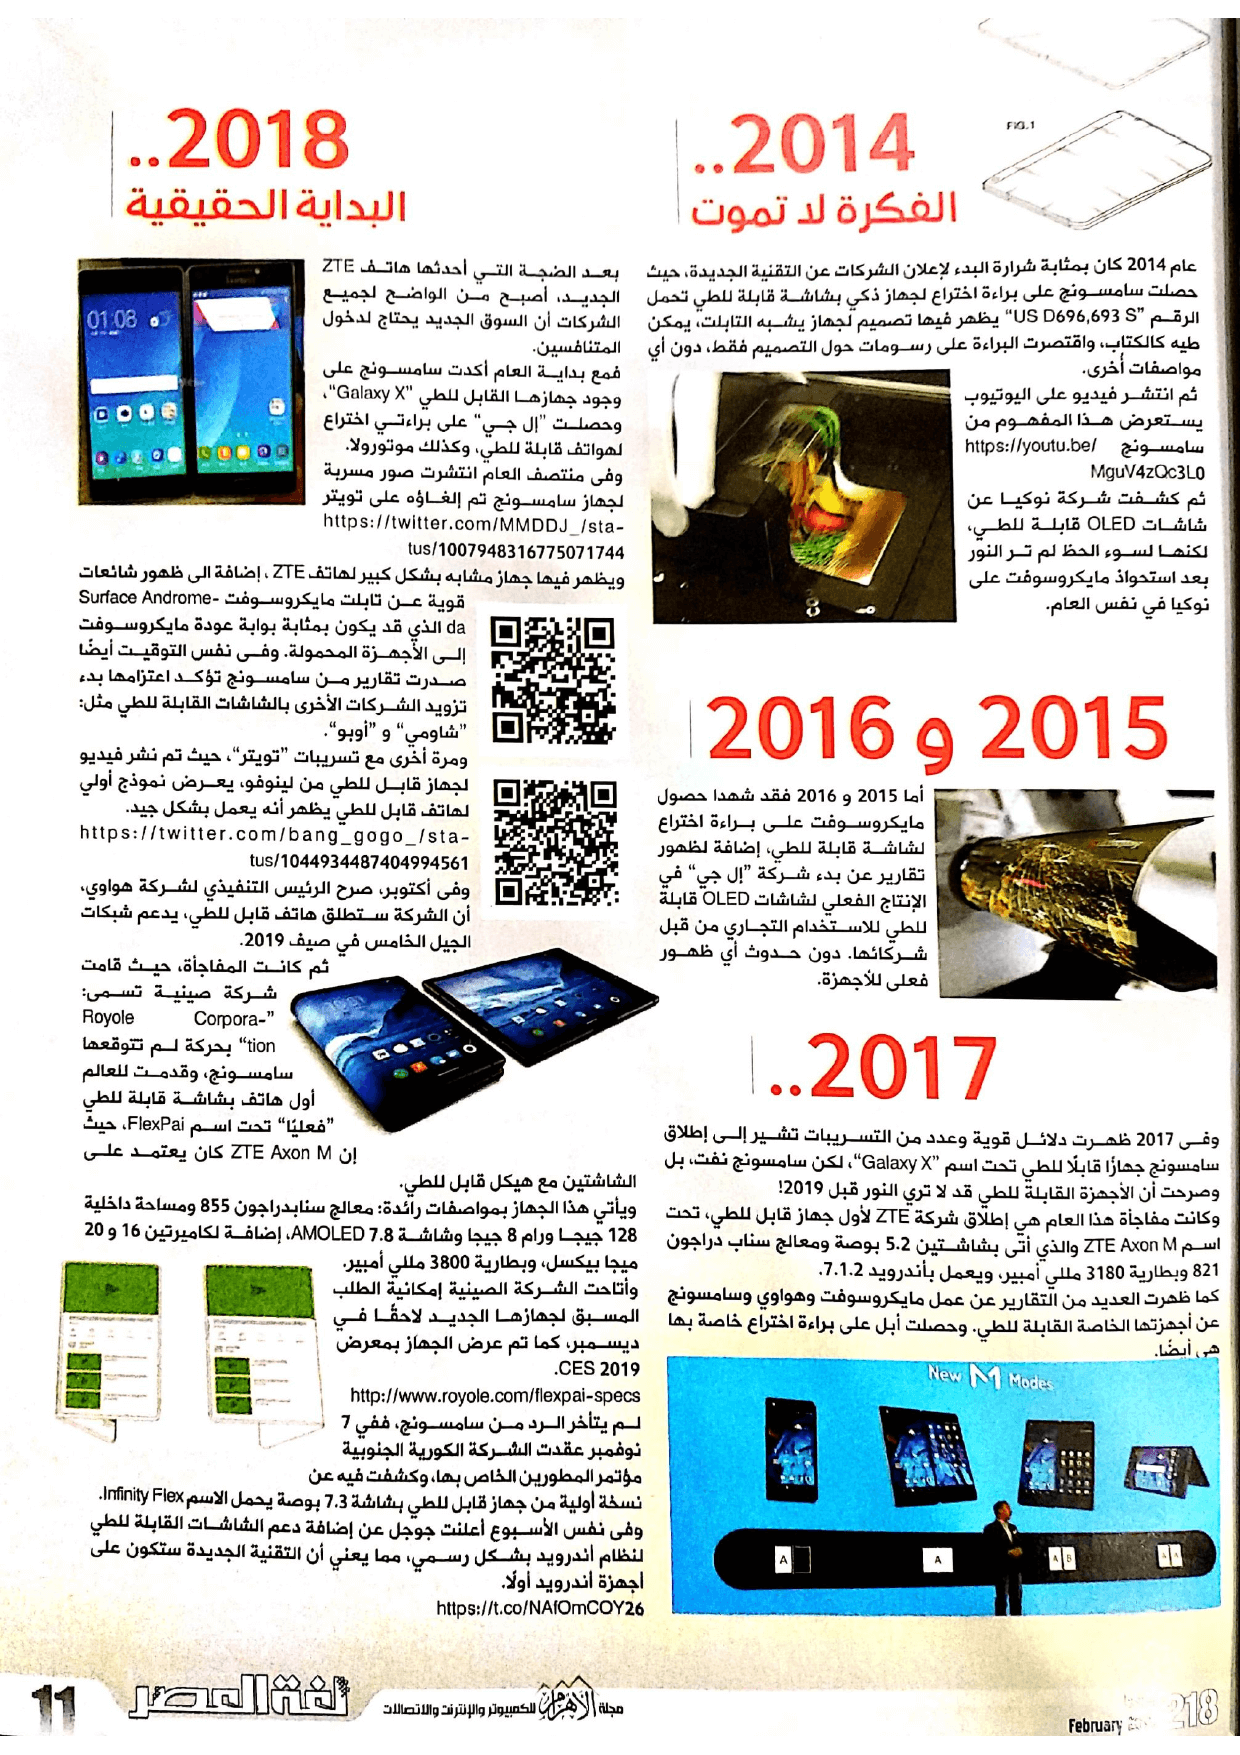 FIG.1
2014..
الفكرة لا تموت
عام 2014 كان بمثابة شرارة البدء لإعلان الشركات عن التقنية الجديدة، حيث
حصلت سامسونج على براءة اختراع لجهاز ذكي بشاشة قابلة للطي تحمل
الرقم "US D696,693 S" يظهر فيها تصميم لجهاز يشبه التابلت، يمكن
طيه كالكتاب، واقتصرت البراءة على رسومات حول التصميم فقط، دون أي
مواصفات أخرى.
ثم انتشر فيديو على اليوتيوب
يستعرض هذا المفهوم من
سامسونج https://youtu.be/
MguV4zQc3L0
ثم كشفت شركة نوكيا عن
شاشات OLED قابلة للطي،
لكنها لسوء الحظ لم تر النور
بعد استحواذ مايكروسوفت على
نوكيا في نفس العام.
2015 و 2016
أما 2015 و 2016 فقد شهدا حصول
مايكروسوفت على براءة اختراع
لشاشة قابلة للطي، إضافة لظهور
تقارير عن بدء شركة "إل جي" في
الإنتاج الفعلي لشاشات OLED قابلة
للطي للاستخدام التجاري من قبل
شركائها. دون حدوث أي ظهور
فعلى للأجهزة.
2017..
وفى 2017 ظهرت دلائل قوية وعدد من التسريبات تشير إلى إطلاق
سامسونج جهازًا قابلًا للطي تحت اسم "Galaxy X"، لكن سامسونج نفت، بل
وصرحت أن الأجهزة القابلة للطي قد لا تري النور قبل 2019!
وكانت مفاجأة هذا العام هي إطلاق شركة ZTE لأول جهاز قابل للطي، تحت
اسم ZTE Axon M والذي أتى بشاشتين 5.2 بوصة ومعالج سناب دراجون
821 وبطارية 3180 مللي أمبير، ويعمل بأندرويد 7.1.2.
كما ظهرت العديد من التقارير عن عمل مايكروسوفت وهواوي وسامسونج
عن أجهزتها الخاصة القابلة للطي. وحصلت أبل على براءة اختراع خاصة بها
هي أيضًا.
New M Modes
A
A
A B
A A
2018..
البداية الحقيقية
بعد الضجة التي أحدثها هاتف ZTE
الجديد، أصبح من الواضح لجميع
الشركات أن السوق الجديد يحتاج لدخول
المتنافسين.
فمع بداية العام أكدت سامسونج على
وجود جهازها القابل للطي "Galaxy X"،
وحصلت "إل جي" على براءتي اختراع
لهواتف قابلة للطي، وكذلك موتورولا.
وفى منتصف العام انتشرت صور مسربة
لجهاز سامسونج تم إلغاؤه على تويتر
https://twitter.com/MMDDJ_/sta-
tus/1007948316775071744
ويظهر فيها جهاز مشابه بشكل كبير لهاتف ZTE ، إضافة الى ظهور شائعات
قوية عن تابلت مايكروسوفت Surface Androme-
da الذي قد يكون بمثابة بوابة عودة مايكروسوفت
إلى الأجهزة المحمولة. وفى نفس التوقيت أيضًا
صدرت تقارير من سامسونج تؤكد اعتزامها بدء
تزويد الشركات الأخرى بالشاشات القابلة للطي مثل:
"شاومي" و "أوبو".
ومرة أخرى مع تسريبات "تويتر"، حيث تم نشر فيديو
لجهاز قابل للطي من لينوفو، يعرض نموذج أولي
لهاتف قابل للطي يظهر أنه يعمل بشكل جيد.
https://twitter.com/bang_gogo_/sta-
tus/1044934487404994561
وفى أكتوبر، صرح الرئيس التنفيذي لشركة هواوي،
أن الشركة ستطلق هاتف قابل للطي، يدعم شبكات
الجيل الخامس في صيف 2019.
ثم كانت المفاجأة، حيث قامت
شركة صينية تسمى:
"Royole Corpora-
tion" بحركة لم تتوقعها
سامسونج، وقدمت للعالم
أول هاتف بشاشة قابلة للطي
"فعليًا" تحت اسم FlexPai، حيث
إن ZTE Axon M كان يعتمد على
الشاشتين مع هيكل قابل للطي.
ويأتي هذا الجهاز بمواصفات رائدة: معالج سنابدراجون 855 ومساحة داخلية
128 جيجا ورام 8 جيجا وشاشة AMOLED 7.8، إضافة لكاميرتين 16 و 20
ميجا بيكسل، وبطارية 3800 مللي أمبير.
وأتاحت الشركة الصينية إمكانية الطلب
المسبق لجهازها الجديد لاحقًا في
ديسمبر، كما تم عرض الجهاز بمعرض
CES 2019.
http://www.royole.com/flexpai-specs
لم يتأخر الرد من سامسونج، ففي 7
نوفمبر عقدت الشركة الكورية الجنوبية
مؤتمر المطورين الخاص بها، وكشفت فيه عن
نسخة أولية من جهاز قابل للطي بشاشة 7.3 بوصة يحمل الاسم Infinity Flex.
وفى نفس الأسبوع أعلنت جوجل عن إضافة دعم الشاشات القابلة للطي
لنظام أندرويد بشكل رسمي، مما يعني أن التقنية الجديدة ستكون على
أجهزة أندرويد أولًا.
https://t.co/NAfOmCOY26
01:08
11
لغة العصر
مجلة الأهرام للكمبيوتر والإنترنت والاتصالات
218
February